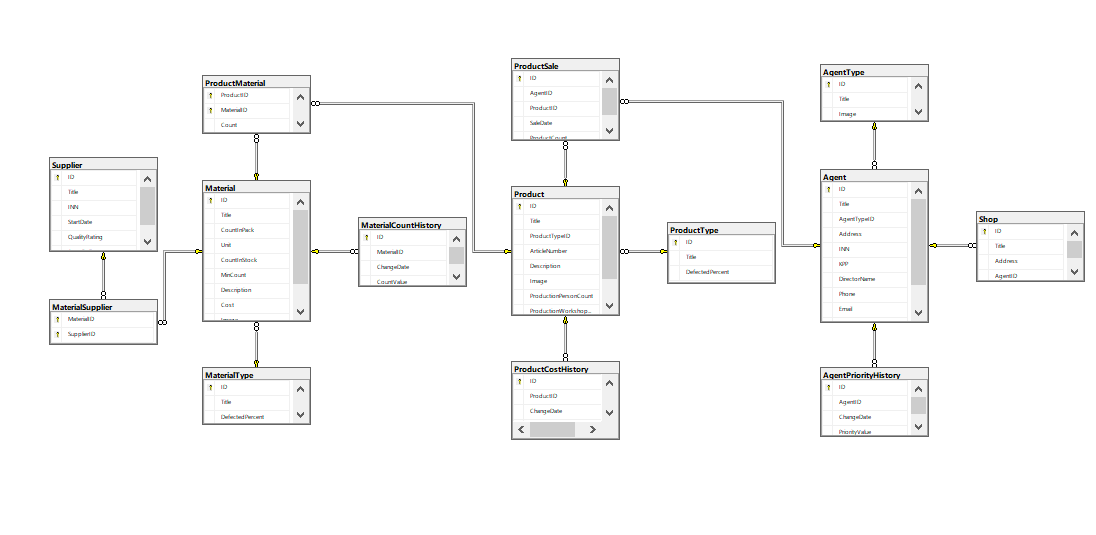 ProductMaterial
ProductID
MaterialID
Count
ProductSale
ID
AgentID
ProductID
SaleDate
ProductCount
AgentType
ID
Title
Image
Supplier
ID
Title
INN
StartDate
QualityRating
Material
ID
Title
CountInPack
Unit
CountInStock
MinCount
Description
Cost
Image
MaterialCountHistory
ID
MaterialID
ChangeDate
CountValue
Product
ID
Title
ProductTypeID
ArticleNumber
Description
Image
ProductionPersonCount
ProductionWorkshop...
ProductType
ID
Title
DefectedPercent
Agent
ID
Title
AgentTypeID
Address
INN
KPP
DirectorName
Phone
Email
Shop
ID
Title
Address
AgentID
MaterialSupplier
MaterialID
SupplierID
MaterialType
ID
Title
DefectedPercent
ProductCostHistory
ID
ProductID
ChangeDate
AgentPriorityHistory
ID
AgentID
ChangeDate
PriorityValue